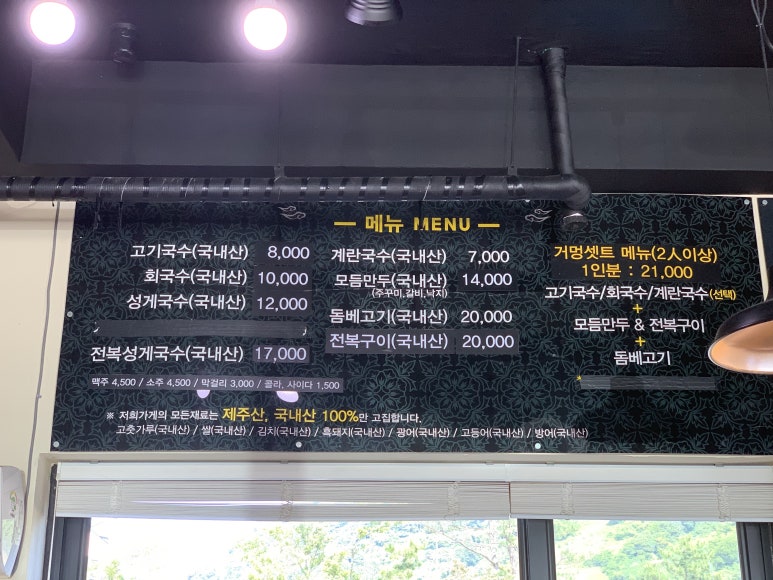 메뉴 MENU
고기국수(국내산) 8,000
회국수(국내산) 10,000
성게국수(국내산) 12,000
전복성게국수(국내산) 17,000
맥주 4,500 / 소주 4,500 / 막걸리 3,000 / 콜라, 사이다 1,500
계란국수(국내산) 7,000
모듬만두(국내산) 14,000
(주꾸미,갈비,낙지)
돔베고기(국내산) 20,000
전복구이(국내산) 20,000
거멍셋트 메뉴(2人이상)
1인분 : 21,000
고기국수/회국수/계란국수(선택)
+
모듬만두 & 전복구이
+
돔베고기
*
※ 저희가게의 모든재료는 제주산, 국내산 100%만 고집합니다.
고춧가루(국내산) / 쌀(국내산) / 김치(국내산) / 흑돼지(국내산) / 광어(국내산) / 고등어(국내산) / 방어(국내산)